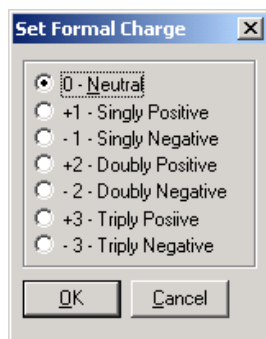 Set Formal Charge
0 - Neutral
+1 - Singly Positive
- 1 - Singly Negative
+2 - Doubly Positive
- 2 - Doubly Negative
+3 - Triply Posiive
- 3 - Triply Negative
OK Cancel